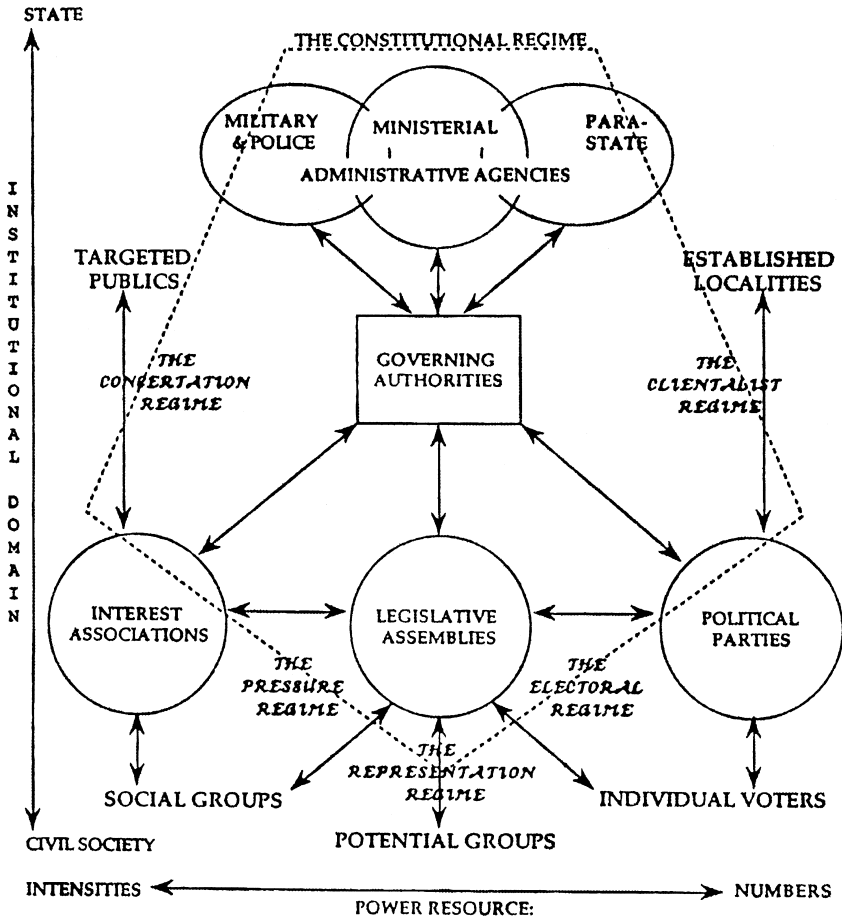 STATE
THE CONSTITUTIONAL REGIME
MILITARY
& POLICE
MINISTERIAL
PARA-
STATE
ADMINISTRATIVE AGENCIES
INSTITUTIONAL DOMAIN
TARGETED
PUBLICS
ESTABLISHED
LOCALITIES
GOVERNING
AUTHORITIES
THE
CONCERTATION
REGIME
THE
CLIENTALIST
REGIME
INTEREST
ASSOCIATIONS
LEGISLATIVE
ASSEMBLIES
POLITICAL
PARTIES
THE
PRESSURE
REGIME
THE
ELECTORAL
REGIME
THE
REPRESENTATION
REGIME
SOCIAL GROUPS
INDIVIDUAL VOTERS
POTENTIAL GROUPS
CIVIL SOCIETY
INTENSITIES
NUMBERS
POWER RESOURCE: